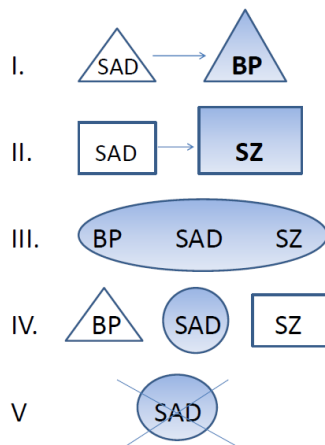 I. SAD BP
II. SAD SZ
III. BP SAD SZ
IV. BP SAD SZ
V SAD